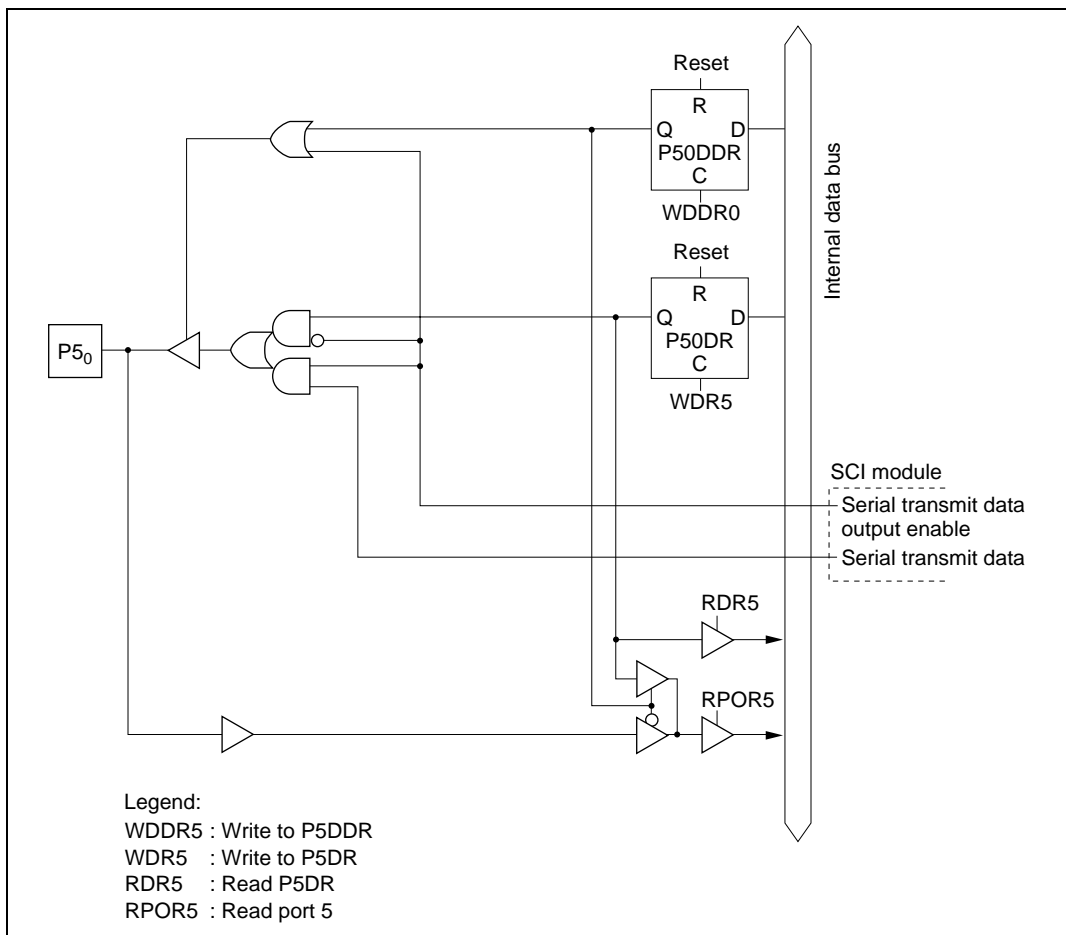 Reset
R
Q D
P50DDR
C
WDDR0
Reset
R
Q D
P50DR
C
WDR5
Internal data bus
P5₀
SCI module
Serial transmit data
output enable
Serial transmit data
RDR5
RPOR5
Legend:
WDDR5 : Write to P5DDR
WDR5 : Write to P5DR
RDR5 : Read P5DR
RPOR5 : Read port 5